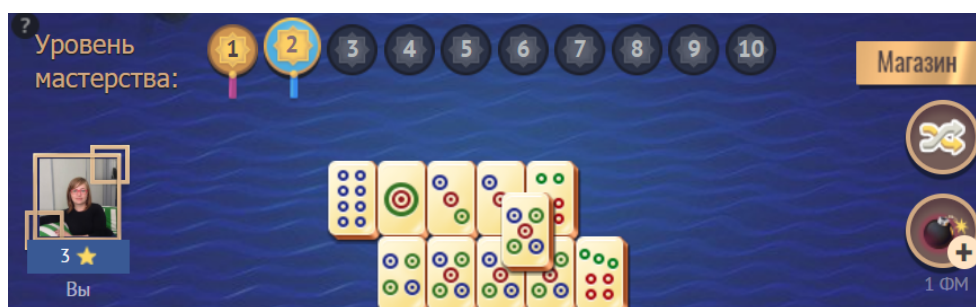 ?
Уровень
мастерства:
1 2 3 4 5 6 7 8 9 10
Магазин
3
Вы
+
1 ФМ